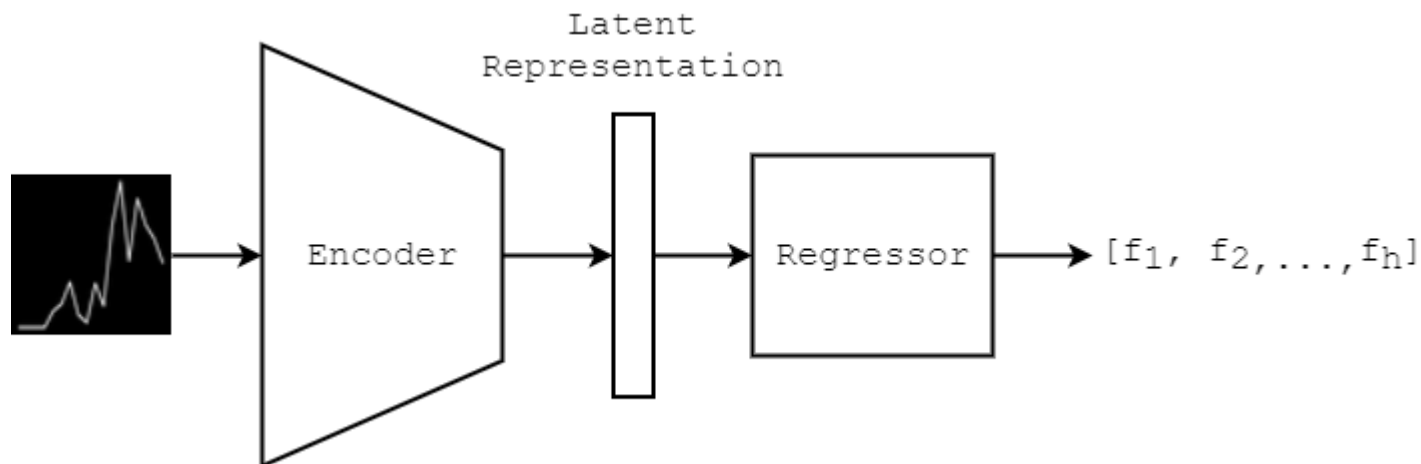 Latent
Representation
Encoder
Regressor
[f1, f2,...,fh]